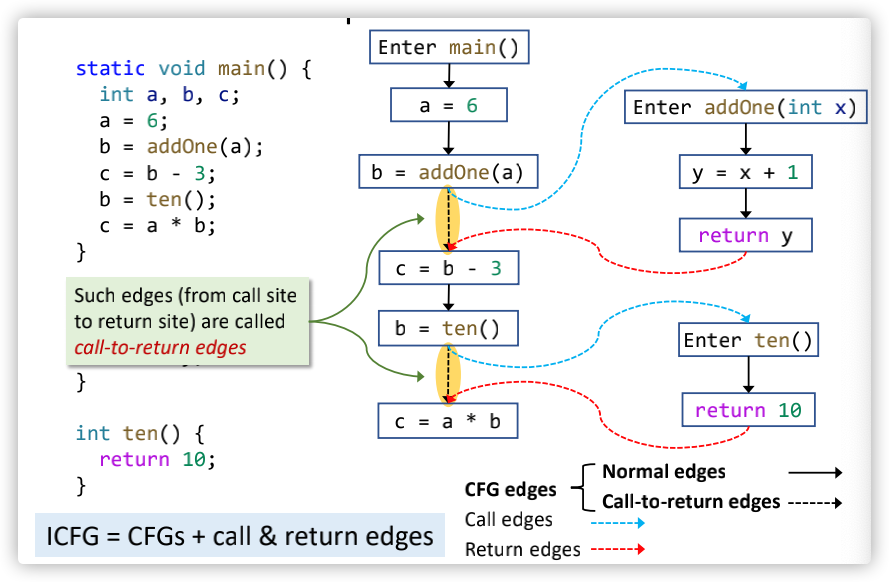 static void main() {
int a, b, c;
a = 6;
b = addOne(a);
c = b - 3;
b = ten();
c = a * b;
}
Such edges (from call site
to return site) are called
call-to-return edges
}
int ten() {
return 10;
}
ICFG = CFGs + call & return edges
Enter main()
a = 6
b = addOne(a)
c = b - 3
b = ten()
c = a * b
Enter addOne(int x)
y = x + 1
return y
Enter ten()
return 10
CFG edges
Normal edges
Call-to-return edges
Call edges
Return edges